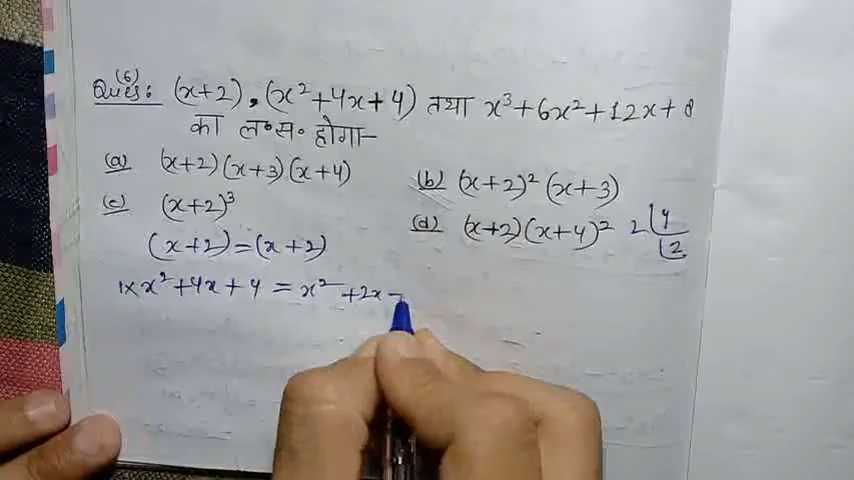 (6)
Ques: (x+2), (x²+4x+4) तथा x³+6x²+12x+8
का ल०स० होगा-
(a) (x+2)(x+3)(x+4)
(b) (x+2)²(x+3)
(c) (x+2)³
(d) (x+2)(x+4)²
2 4
2
(x+2)=(x+2)
1×x²+4x+4 = x²+2x